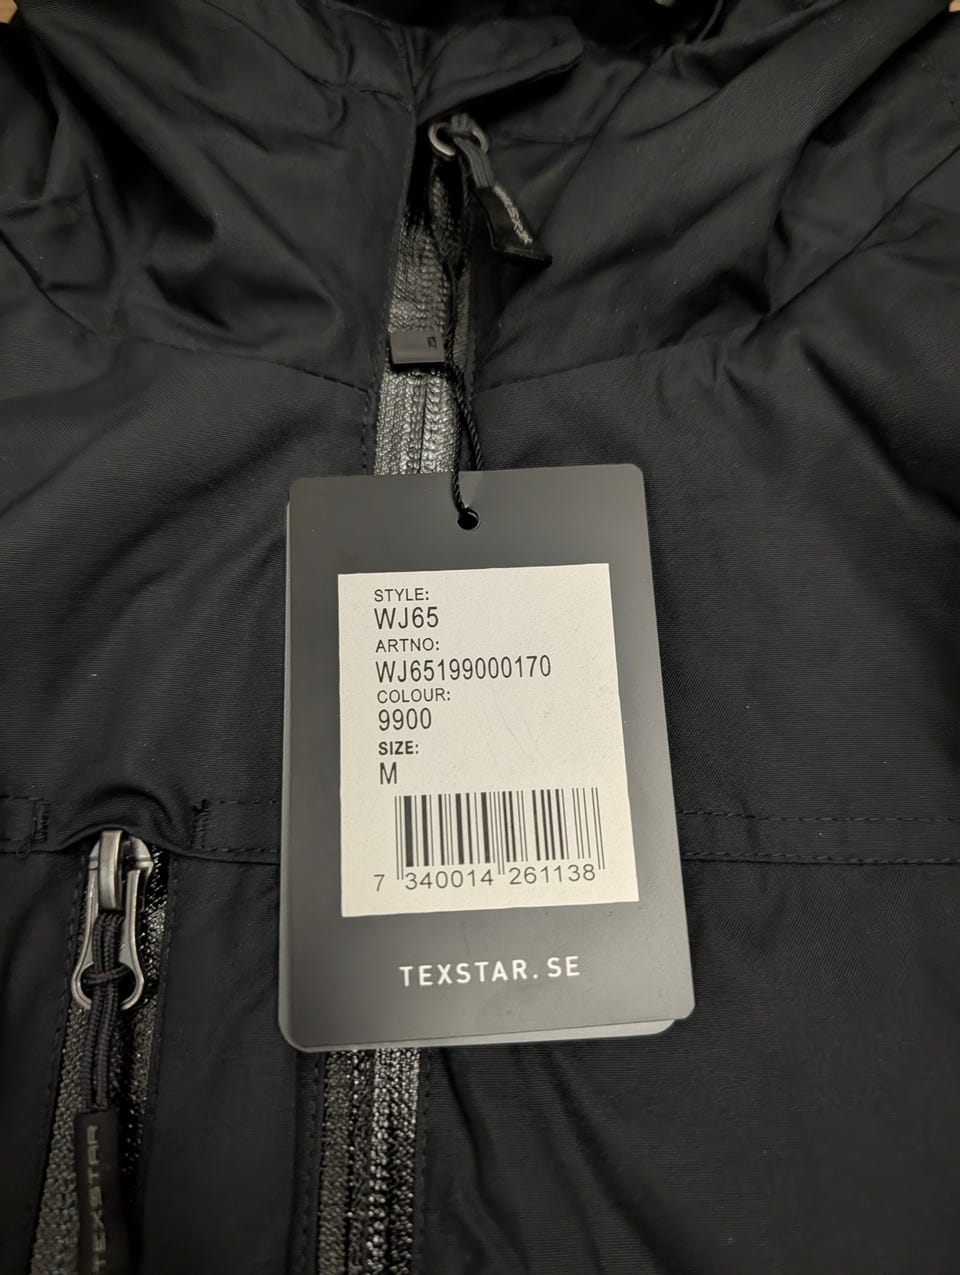 STYLE:
WJ65
ARTNO:
WJ65199000170
COLOUR:
9900
SIZE:
M
7 340014 261138
TEXSTAR.SE
TEXSTAR